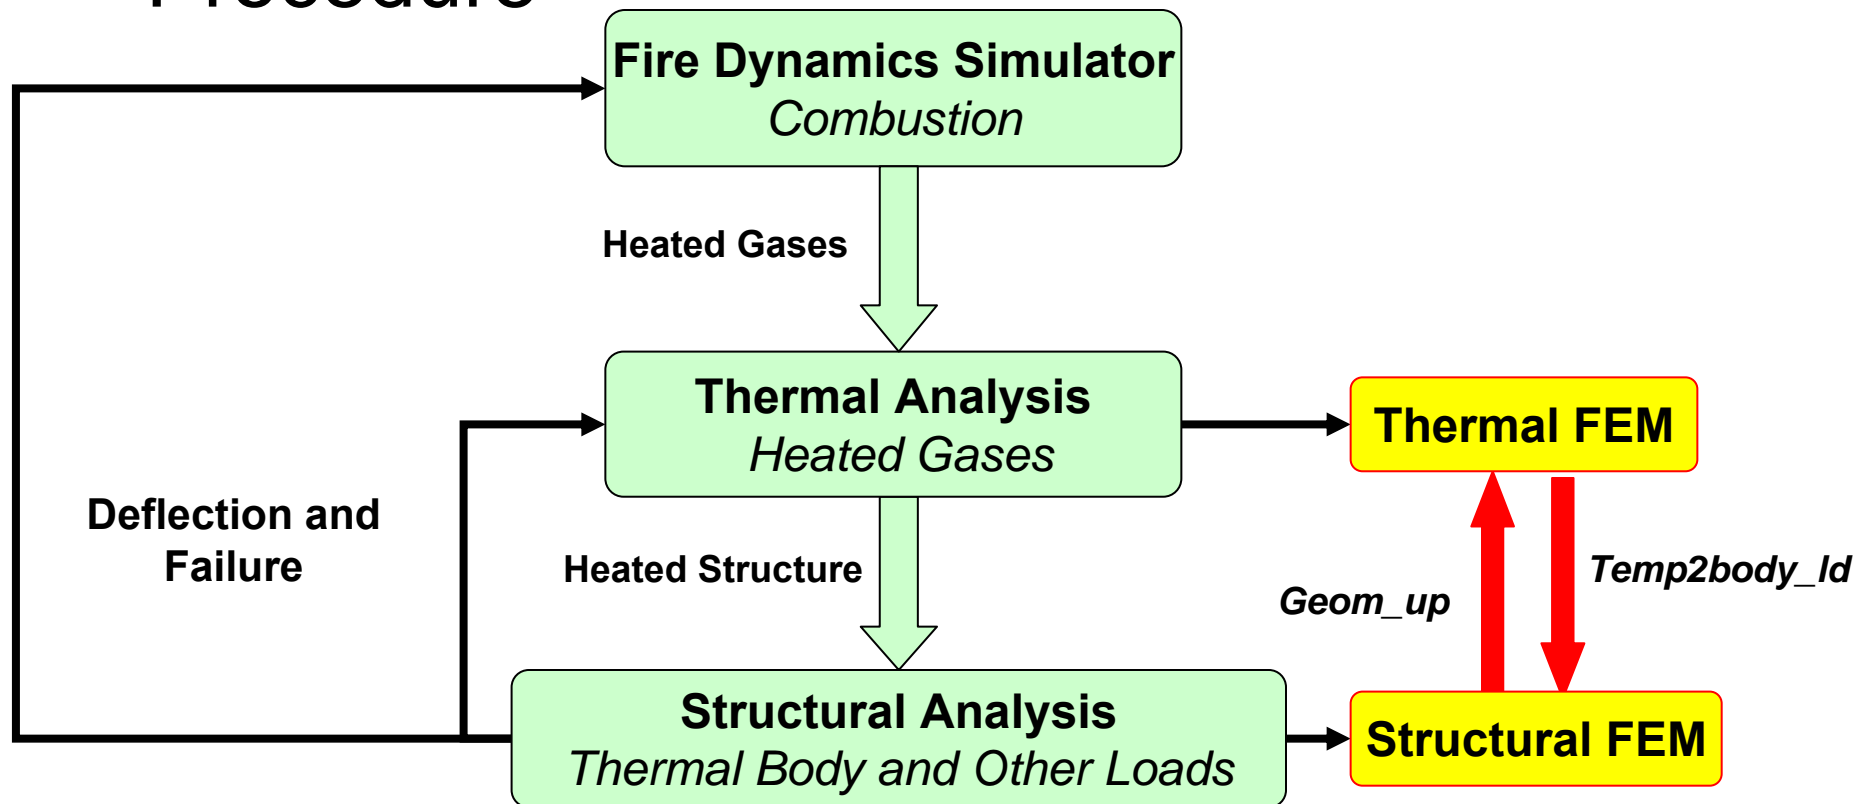 Procedure
Fire Dynamics Simulator
Combustion
Heated Gases
Thermal Analysis
Heated Gases
Thermal FEM
Deflection and
Failure
Heated Structure
Geom_up
Temp2body_ld
Structural Analysis
Thermal Body and Other Loads
Structural FEM